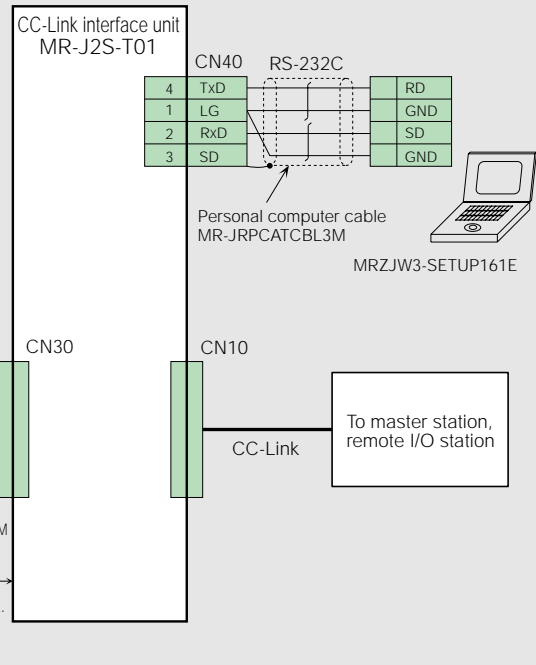 CC-Link interface unit
MR-J2S-T01
CN40
RS-232C
4 TxD RD
1 LG GND
2 RxD SD
3 SD GND
Personal computer cable
MR-JRPCATCBL3M
MRZJW3-SETUP161E
CN30
CN10
To master station,
remote I/O station
CC-Link
M